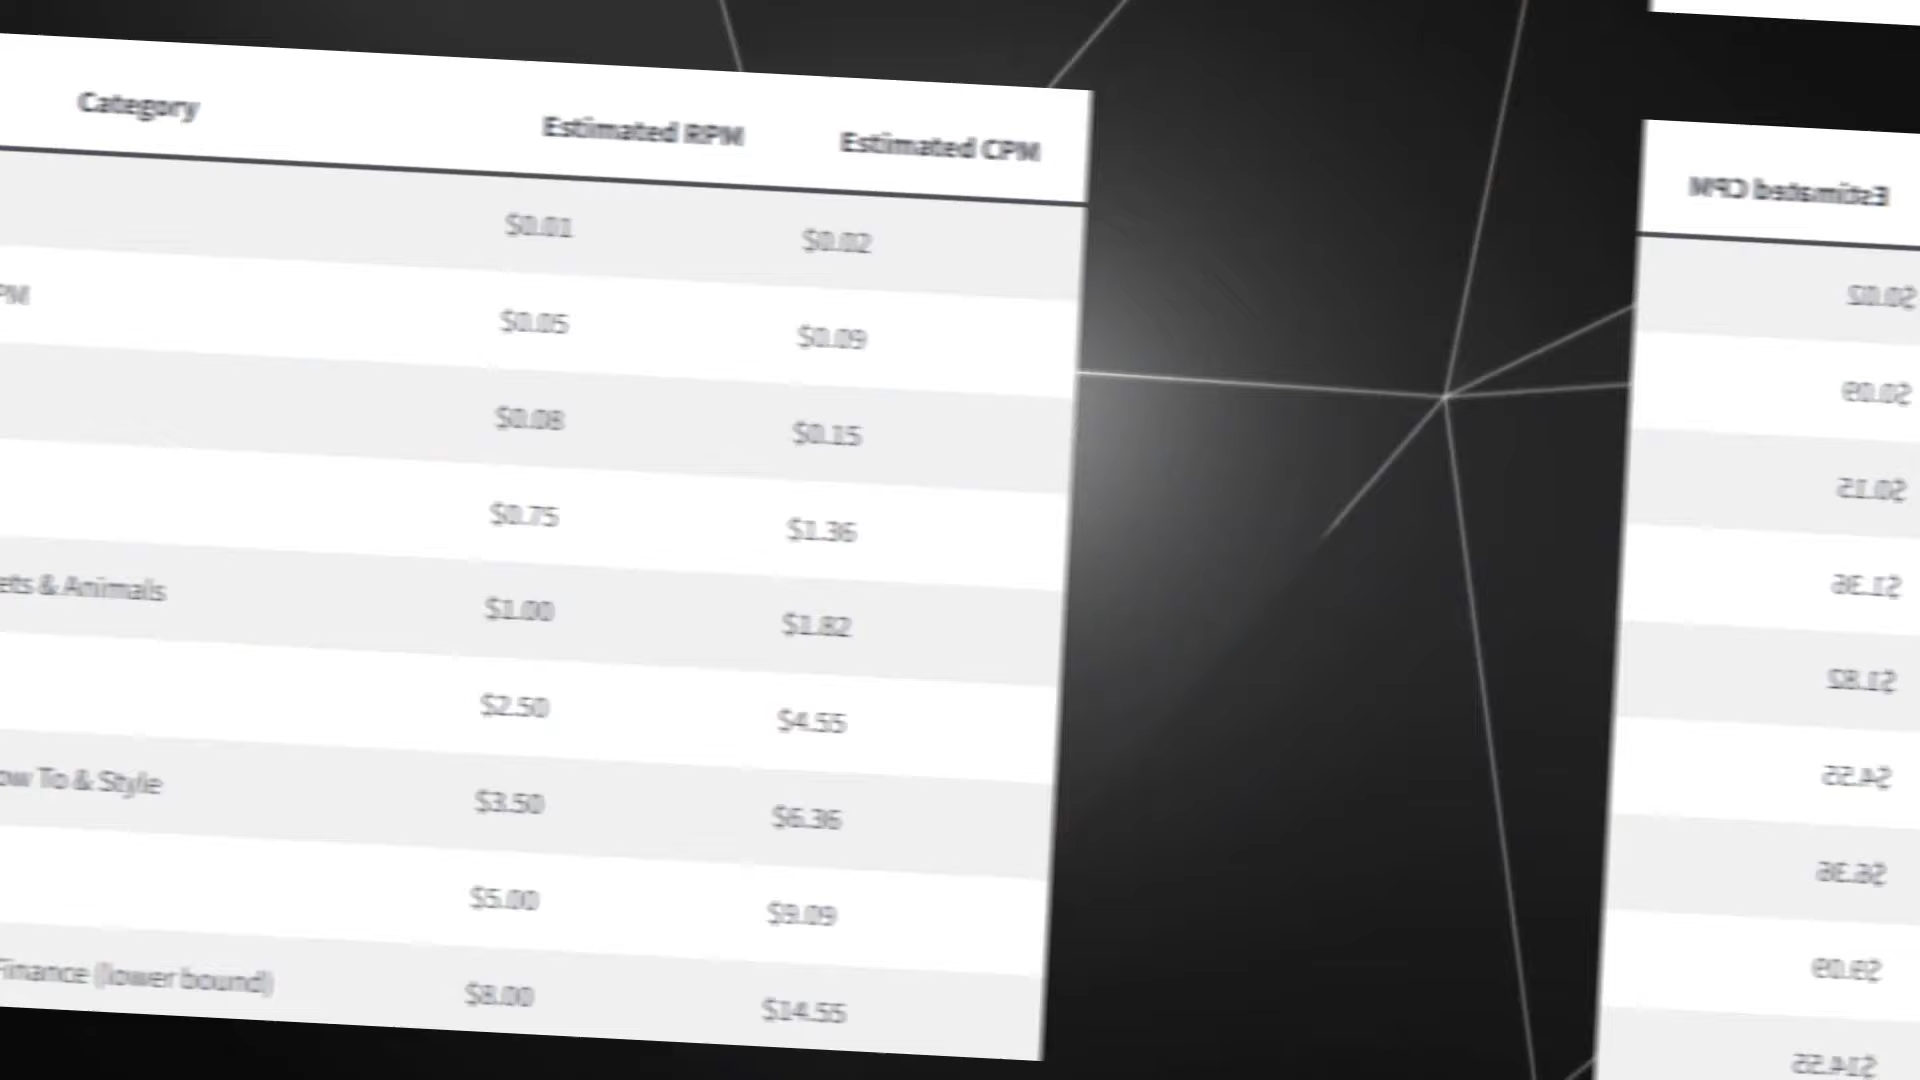 Category Estimated RPM Estimated CPM
$0.01 $0.02
PM $0.05 $0.09
$0.08 $0.15
$0.75 $1.36
ets & Animals $1.00 $1.82
$2.50 $4.55
ow To & Style $3.50 $6.36
$5.00 $9.09
Finance (lower bound) $8.00 $14.55
Estimated CPM
$0.02
$0.09
$0.15
$1.36
$1.82
$4.55
$6.36
$9.09
$14.55